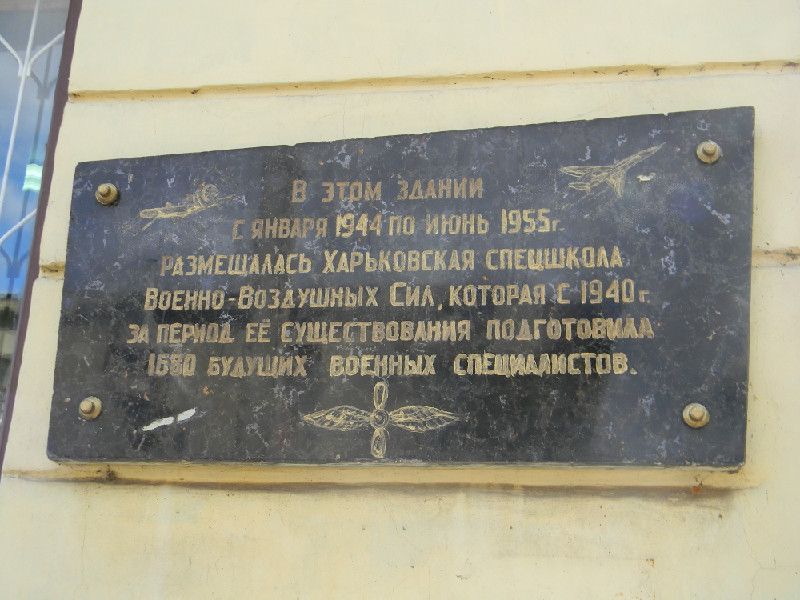 В ЭТОМ ЗДАНИИ
С ЯНВАРЯ 1944 ПО ИЮНЬ 1955г.
РАЗМЕЩАЛАСЬ ХАРЬКОВСКАЯ СПЕЦШКОЛА
ВОЕННО-ВОЗДУШНЫХ СИЛ, КОТОРАЯ С 1940г.
ЗА ПЕРИОД ЕЁ СУЩЕСТВОВАНИЯ ПОДГОТОВИЛА
БУДУЩИХ ВОЕННЫХ СПЕЦИАЛИСТОВ.